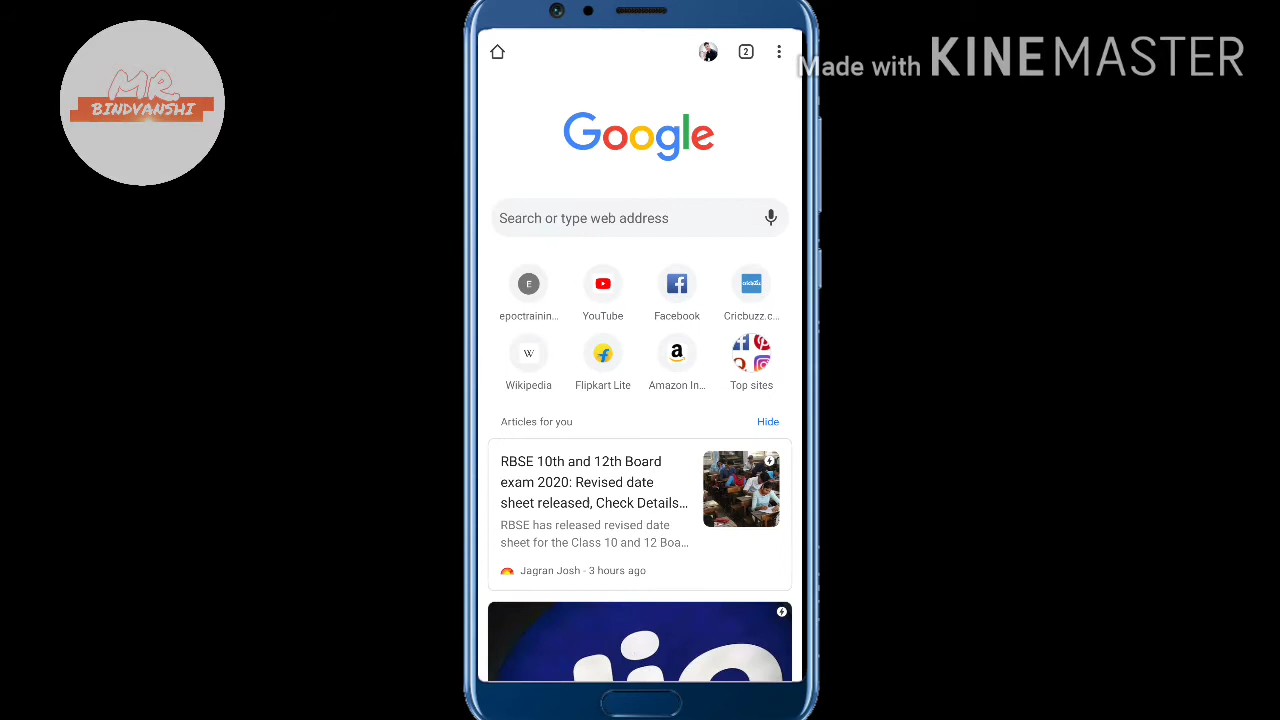 MR.
BINDVANSHI
Made with KINEMASTER
2
Google
Search or type web address
E
epoctrainin...
YouTube
Facebook
cricbuzz
Cricbuzz.c...
W
Wikipedia
Flipkart Lite
a
Amazon In...
Top sites
Articles for you
Hide
RBSE 10th and 12th Board
exam 2020: Revised date
sheet released, Check Details...
RBSE has released revised date
sheet for the Class 10 and 12 Boa...
Jagran Josh - 3 hours ago
Jio